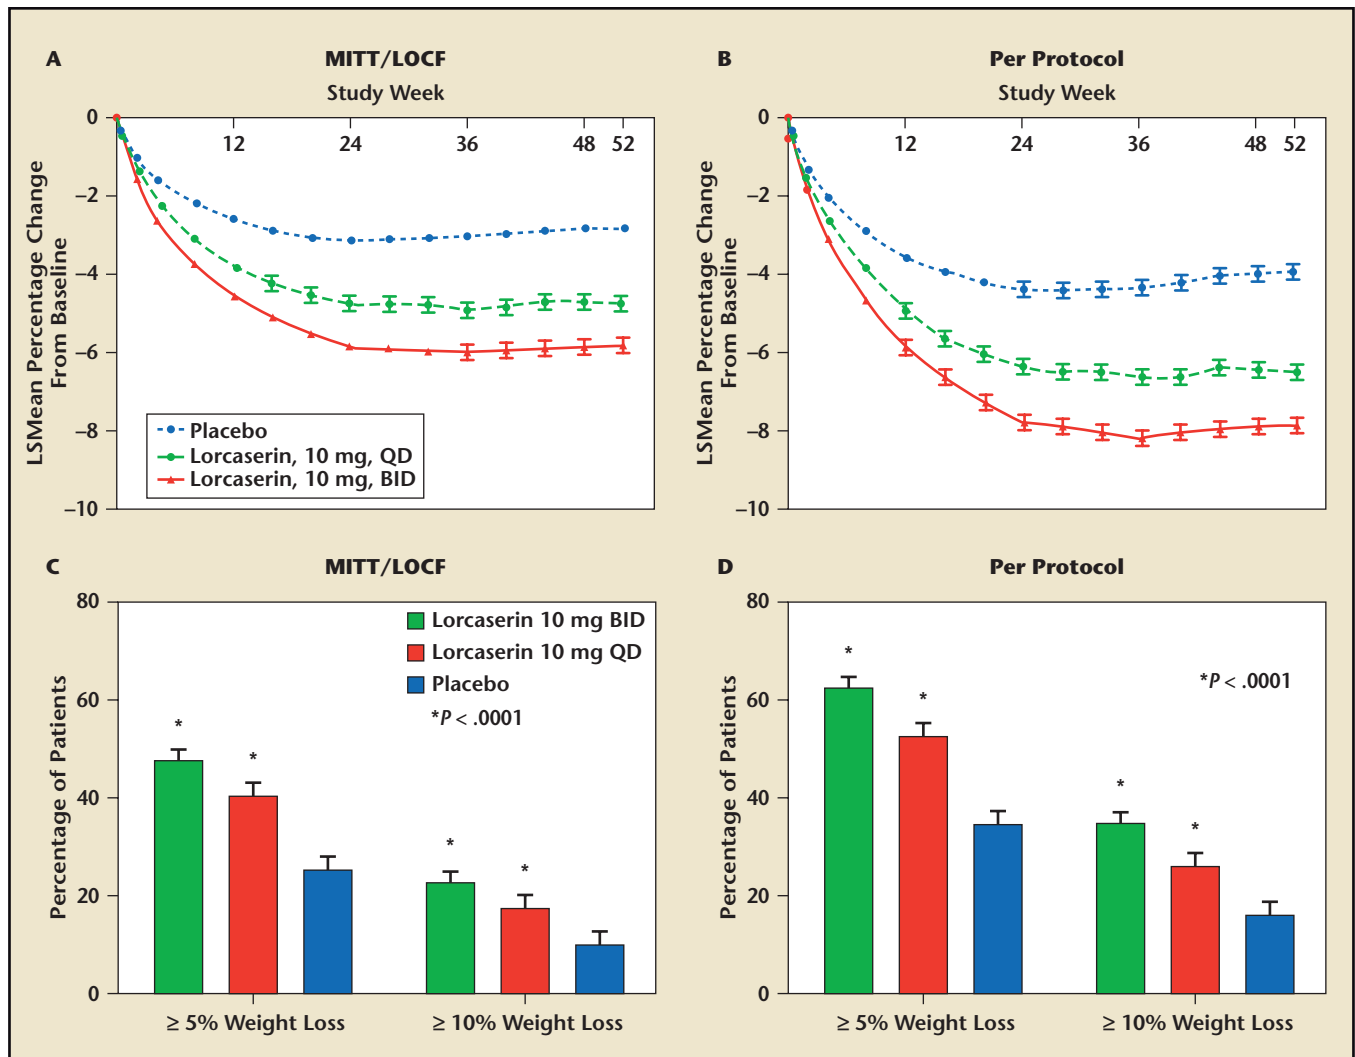 A
MITT/LOCF
Study Week
0
12
24
36
48
52
–2
–4
–6
–8
–10
LSMean Percentage Change
From Baseline
Placebo
Lorcaserin, 10 mg, QD
Lorcaserin, 10 mg, BID
B
Per Protocol
Study Week
0
12
24
36
48
52
–2
–4
–6
–8
–10
LSMean Percentage Change
From Baseline
C
MITT/LOCF
80
60
40
20
0
Percentage of Patients
Lorcaserin 10 mg BID
Lorcaserin 10 mg QD
Placebo
*P < .0001
*
*
*
*
≥ 5% Weight Loss
≥ 10% Weight Loss
D
Per Protocol
80
60
40
20
0
Percentage of Patients
*P < .0001
*
*
*
*
≥ 5% Weight Loss
≥ 10% Weight Loss